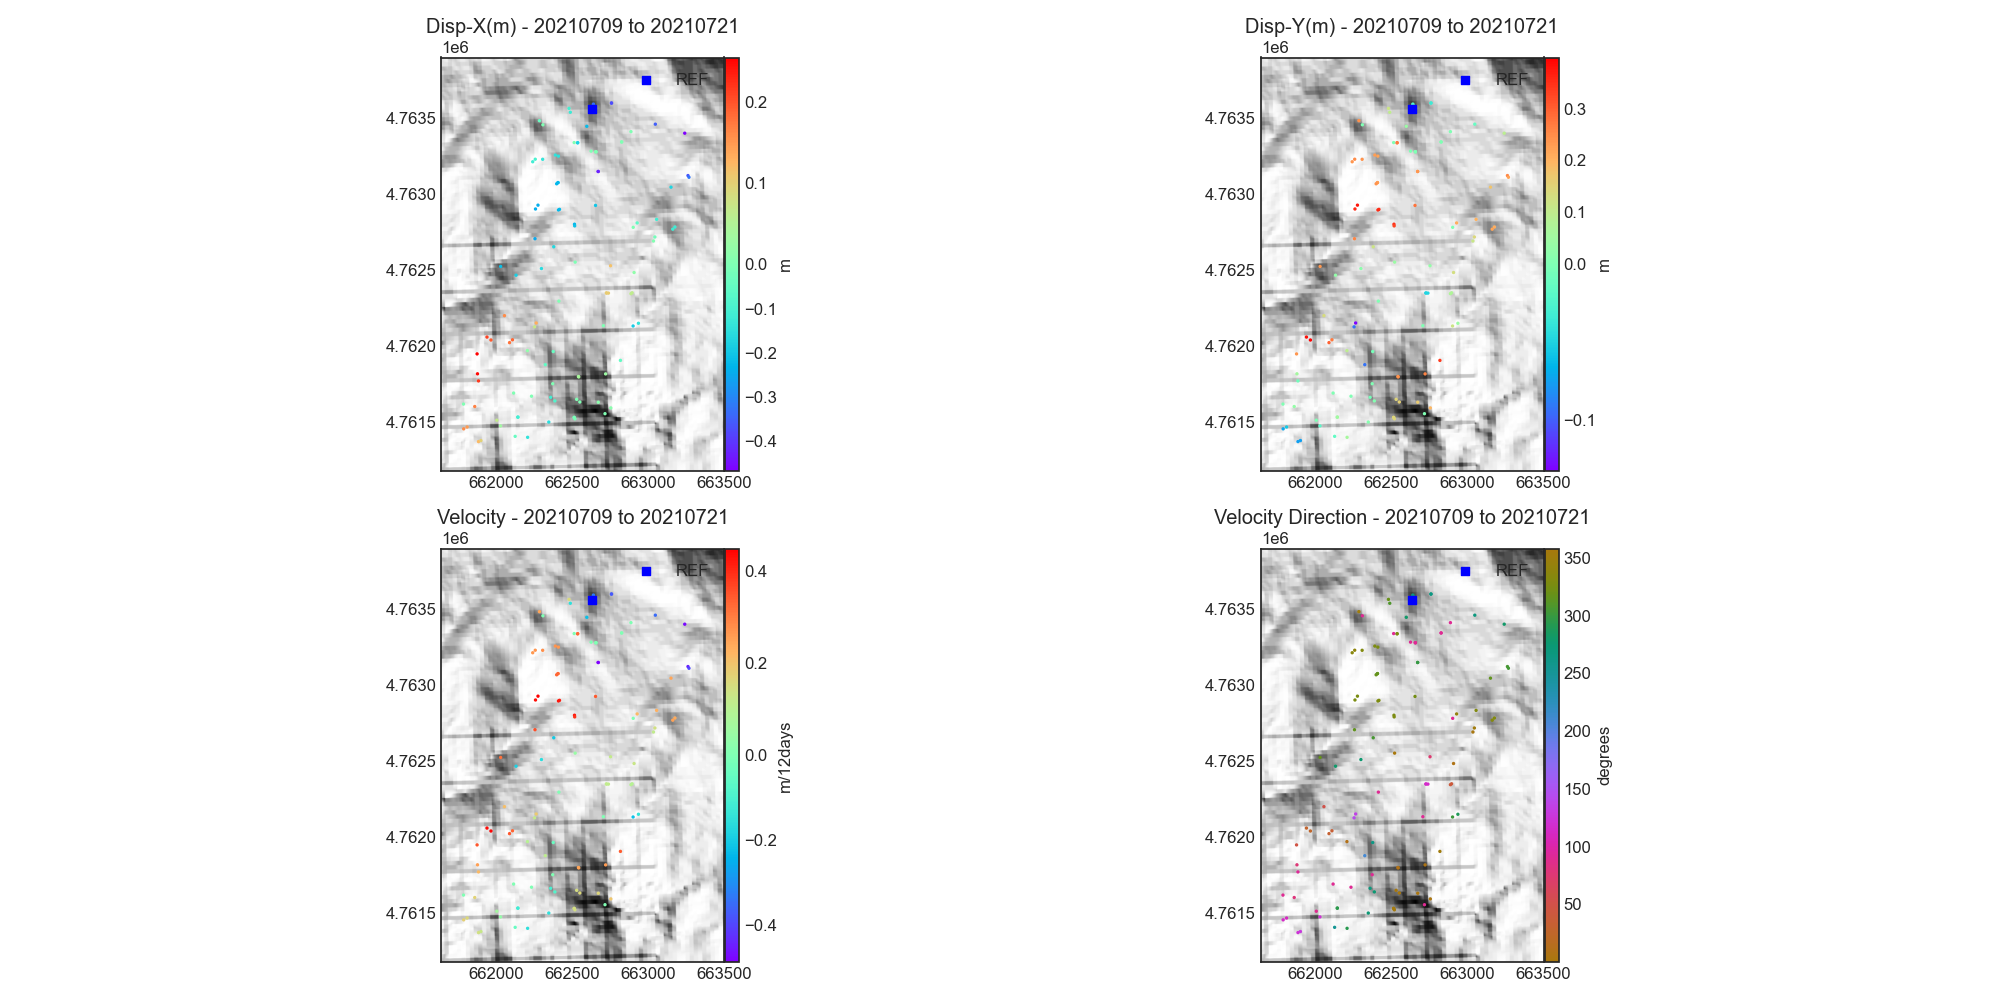 Disp-X(m) - 20210709 to 20210721
1e6
REF
4.7635
4.7630
4.7625
4.7620
4.7615
662000 662500 663000 663500
0.2
0.1
0.0
−0.1
−0.2
−0.3
−0.4
m
Disp-Y(m) - 20210709 to 20210721
1e6
REF
4.7635
4.7630
4.7625
4.7620
4.7615
662000 662500 663000 663500
0.3
0.2
0.1
0.0
−0.1
m
Velocity - 20210709 to 20210721
1e6
REF
4.7635
4.7630
4.7625
4.7620
4.7615
662000 662500 663000 663500
0.4
0.2
0.0
−0.2
−0.4
m/12days
Velocity Direction - 20210709 to 20210721
1e6
REF
4.7635
4.7630
4.7625
4.7620
4.7615
662000 662500 663000 663500
350
300
250
200
150
100
50
degrees